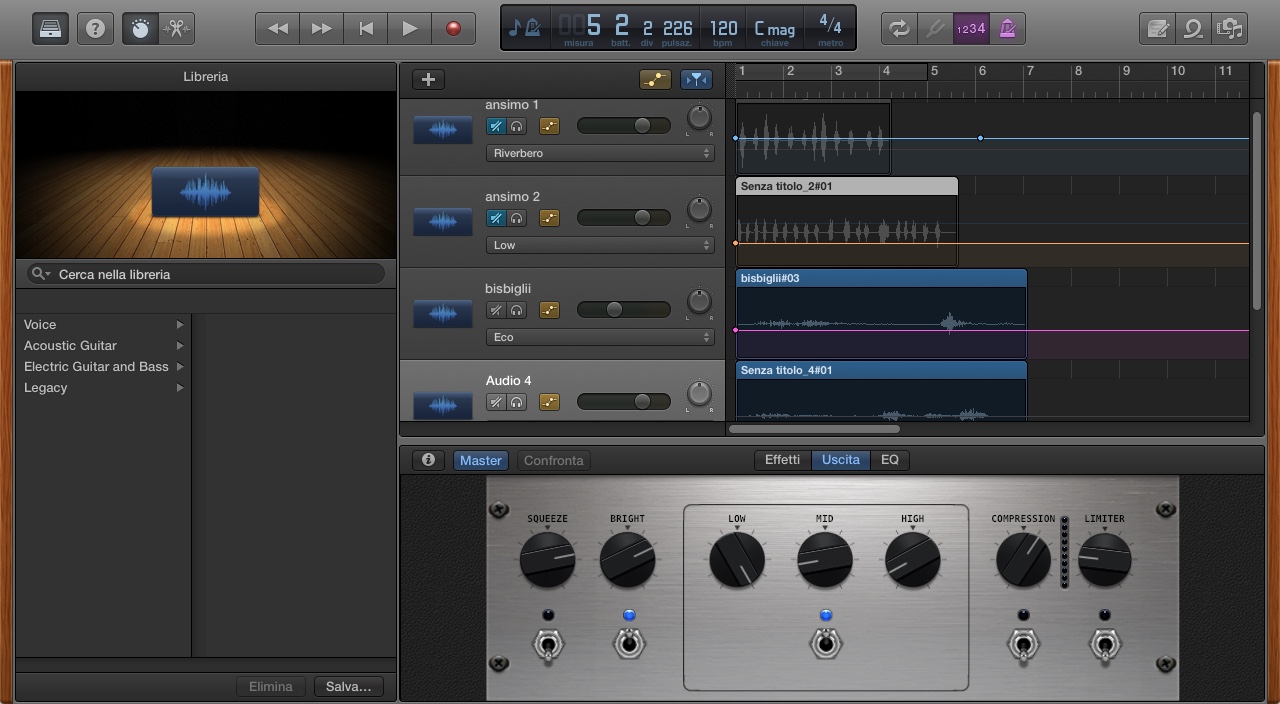 ?
005 2 2 226 120 C mag 4/4
misura batt. div pulsaz. bpm chiave metro
1234
Libreria
Cerca nella libreria
Voice
Acoustic Guitar
Electric Guitar and Bass
Legacy
Elimina Salva...
1 2 3 4 5 6 7 8 9 10 11
ansimo 1
L R
Riverbero
ansimo 2
L R
Low
bisbiglii
L R
Eco
Audio 4
L R
Senza titolo_2#01
bisbiglii#03
Senza titolo_4#01
Master Confronta Effetti Uscita EQ
SQUEEZE BRIGHT LOW MID HIGH COMPRESSION LIMITER